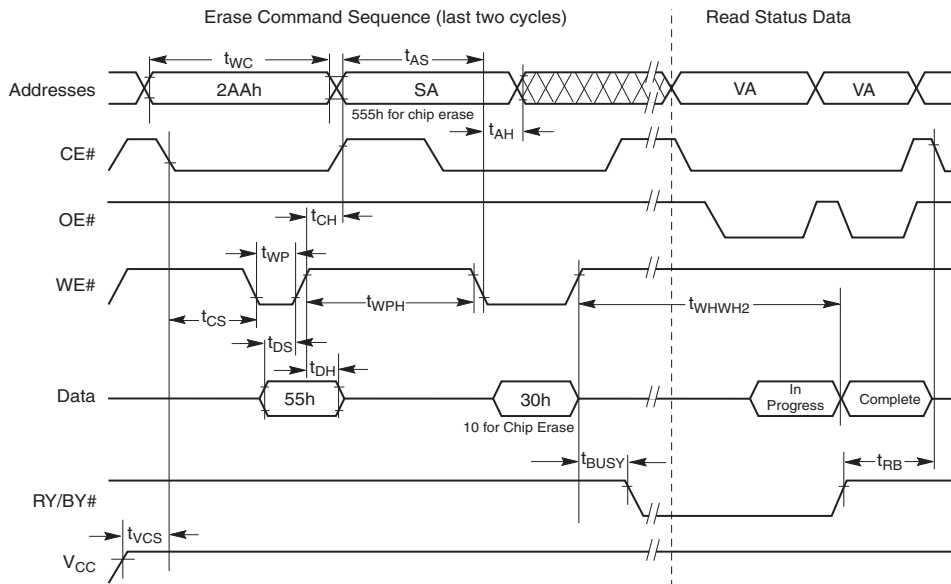 Erase Command Sequence (last two cycles)
Read Status Data
tWC
tAS
Addresses
2AAh
SA
VA
VA
555h for chip erase
tAH
CE#
OE#
tCH
tWP
WE#
tWPH
tWHWH2
tCS
tDS
tDH
Data
55h
30h
In
Progress
Complete
10 for Chip Erase
tBUSY
tRB
RY/BY#
tVCS
VCC